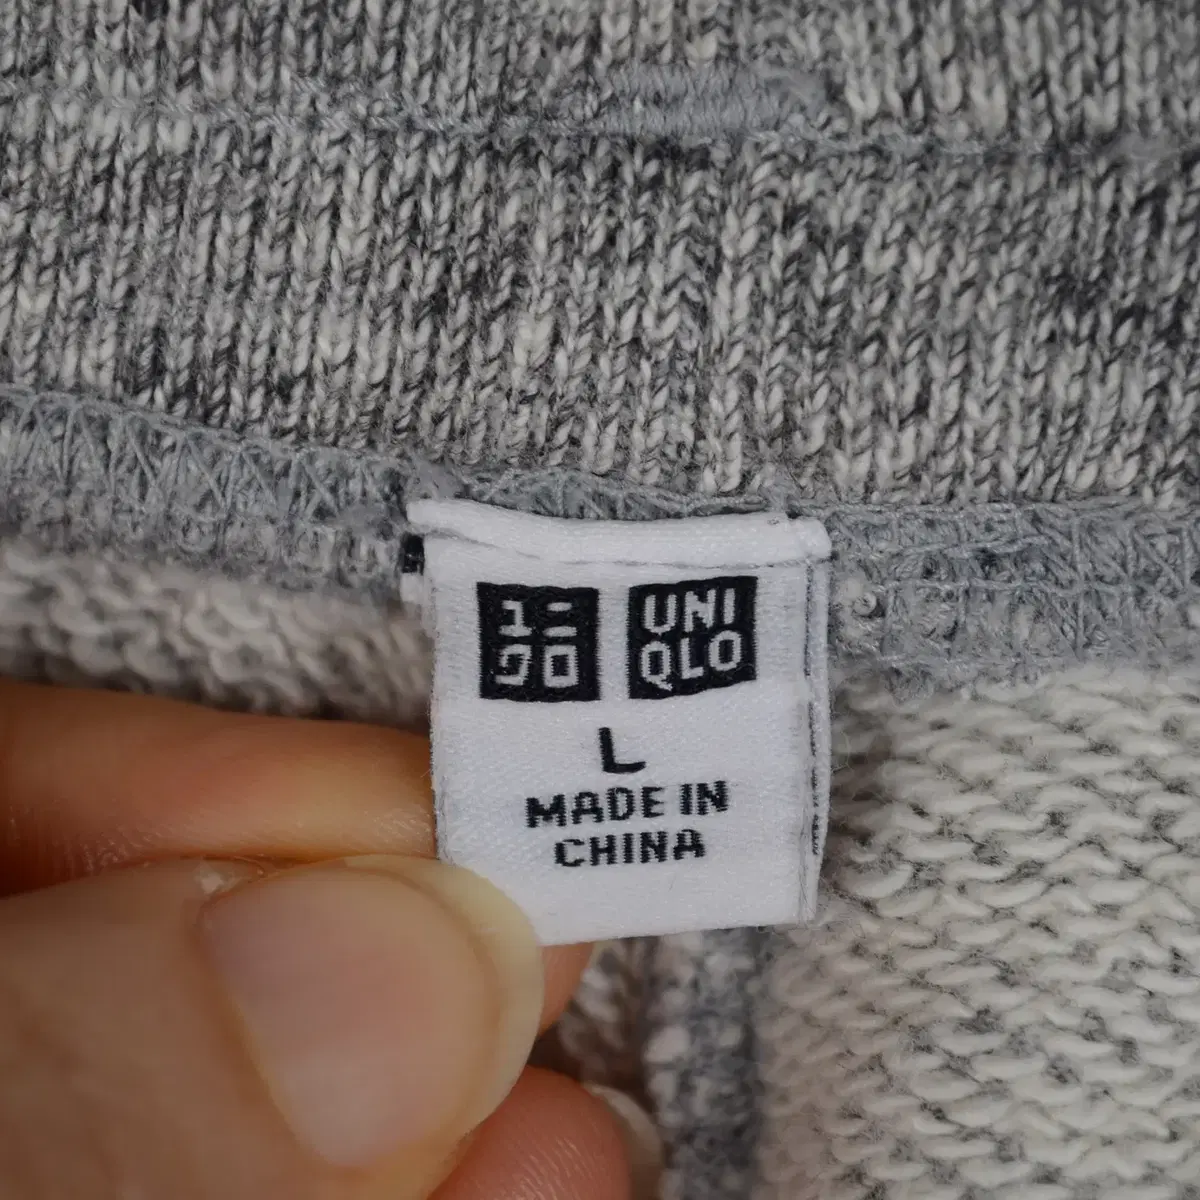 ユニ
クロ
UNI
QLO
L
MADE IN
CHINA